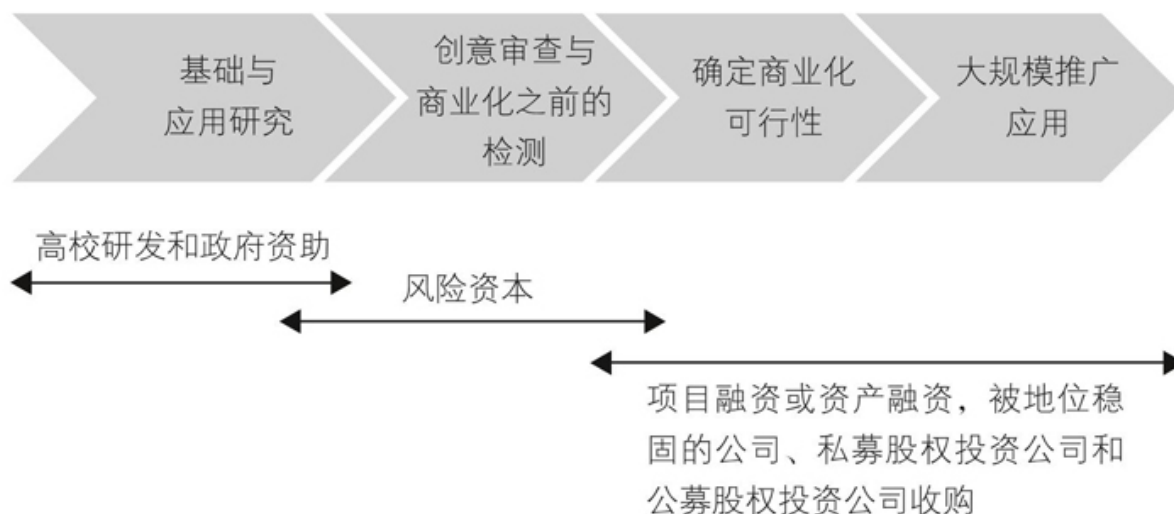 基础与
应用研究
创意审查与
商业化之前的
检测
确定商业化
可行性
大规模推广
应用
高校研发和政府资助
风险资本
项目融资或资产融资，被地位稳
固的公司、私募股权投资公司和
公募股权投资公司收购